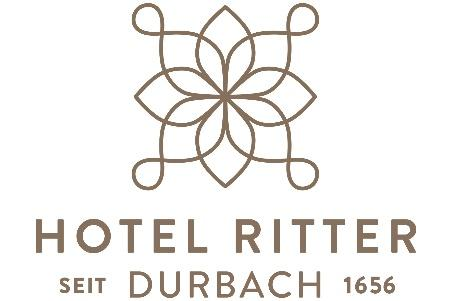 HOTEL RITTER
SEIT DURBACH 1656